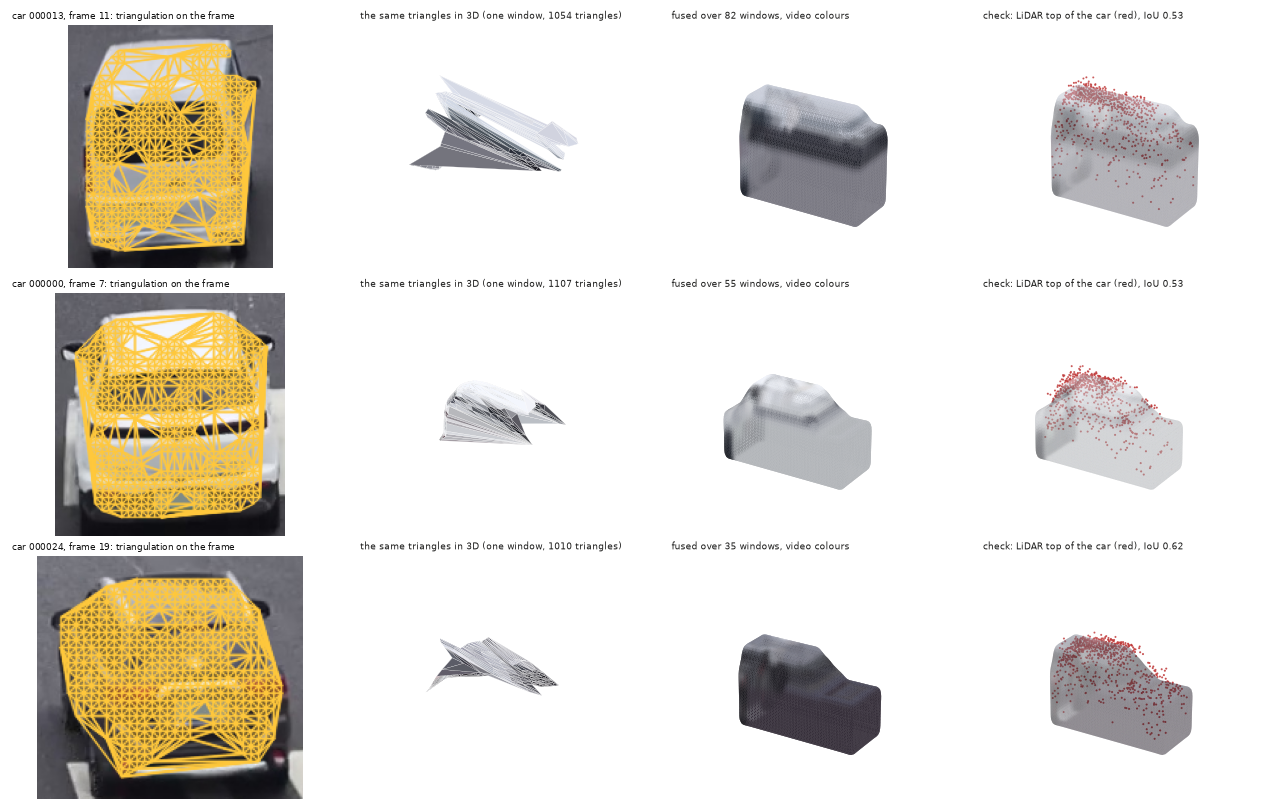 car 000013, frame 11: triangulation on the frame
the same triangles in 3D (one window, 1054 triangles)
fused over 82 windows, video colours
check: LiDAR top of the car (red), IoU 0.53
car 000000, frame 7: triangulation on the frame
the same triangles in 3D (one window, 1107 triangles)
fused over 55 windows, video colours
check: LiDAR top of the car (red), IoU 0.53
car 000024, frame 19: triangulation on the frame
the same triangles in 3D (one window, 1010 triangles)
fused over 35 windows, video colours
check: LiDAR top of the car (red), IoU 0.62